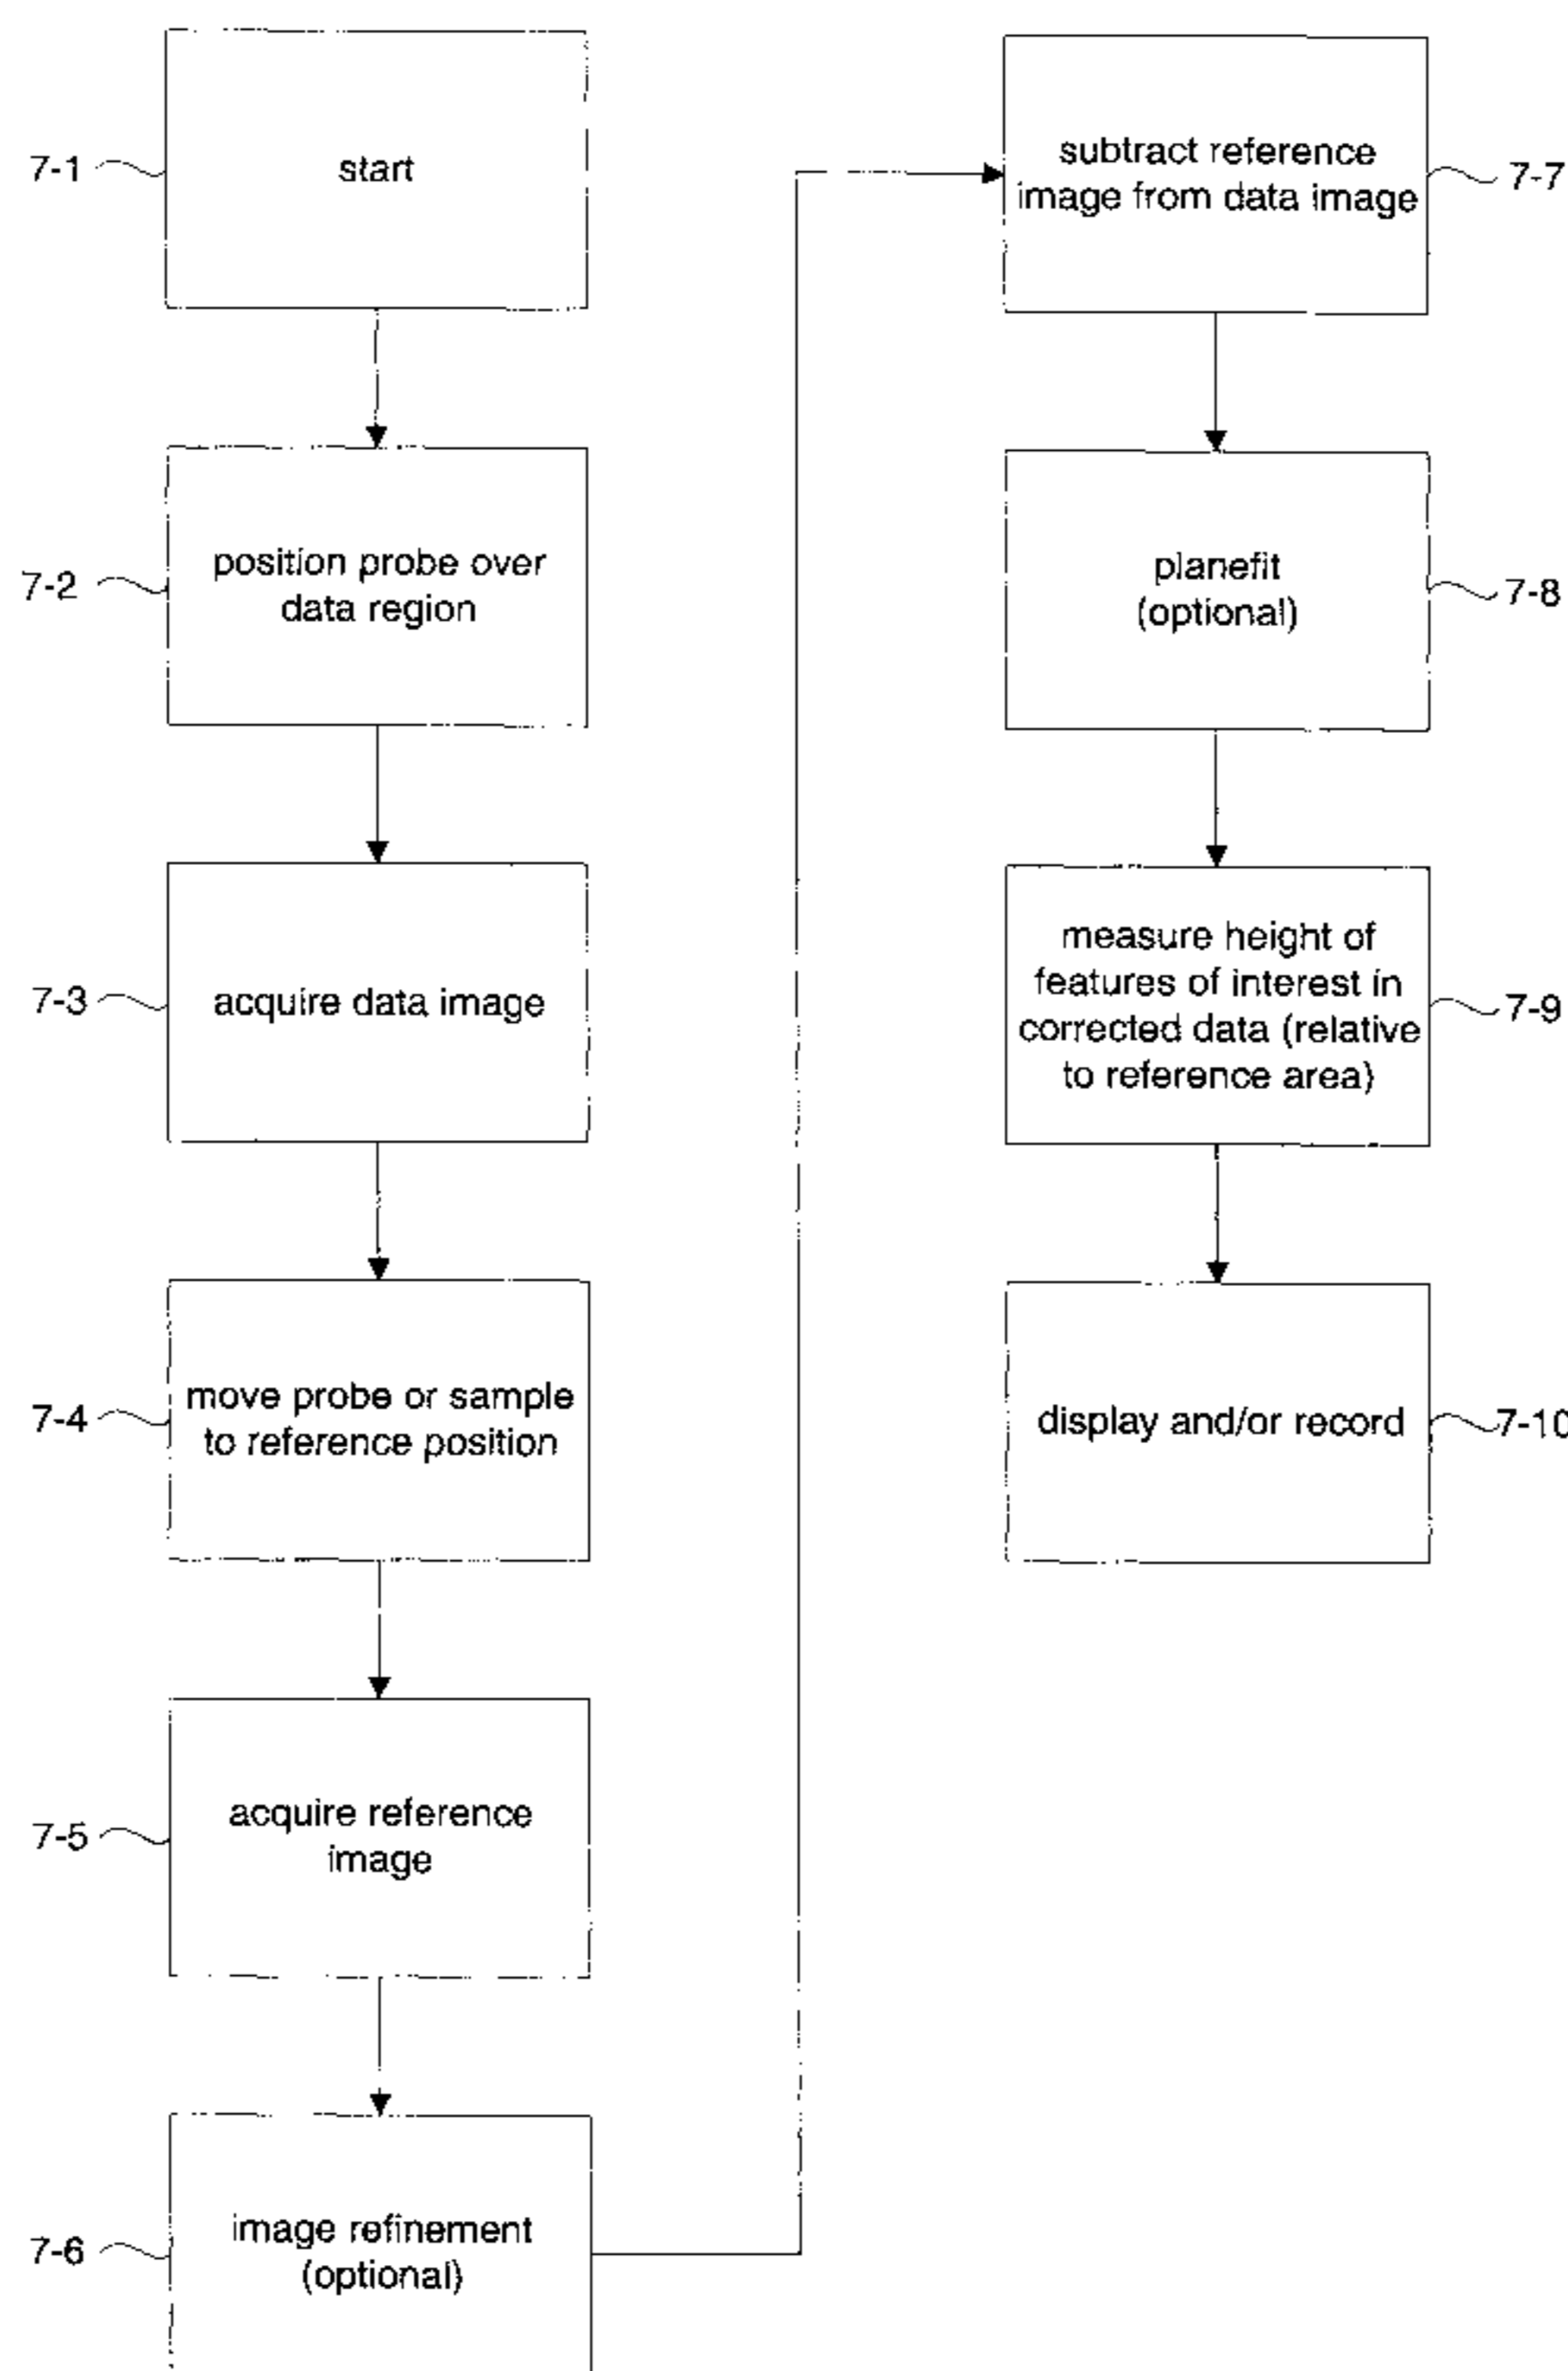 7-1
start
7-2
position probe over
data region
7-3
acquire data image
7-4
move probe or sample
to reference position
7-5
acquire reference
image
7-6
image refinement
(optional)
subtract reference
image from data image
7-7
planefit
(optional)
7-8
measure height of
features of interest in
corrected data (relative
to reference area)
7-9
display and/or record
7-10